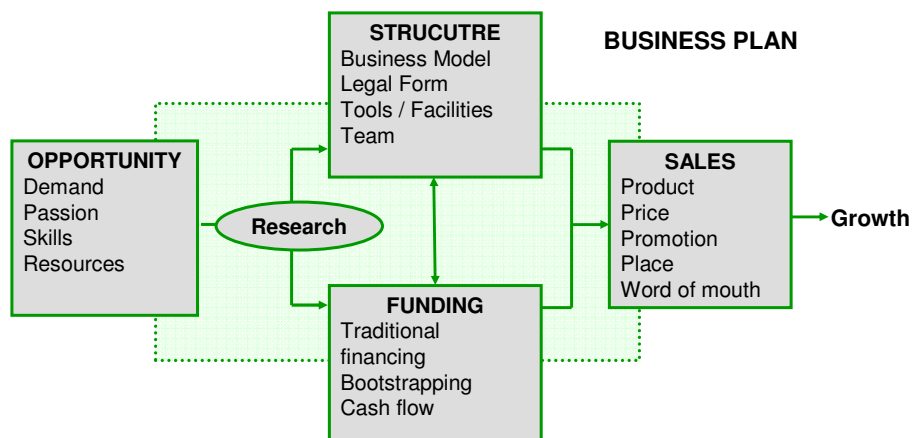 BUSINESS PLAN
STRUCUTRE
Business Model
Legal Form
Tools / Facilities
Team
OPPORTUNITY
Demand
Passion
Skills
Resources
Research
FUNDING
Traditional
financing
Bootstrapping
Cash flow
SALES
Product
Price
Promotion
Place
Word of mouth
Growth